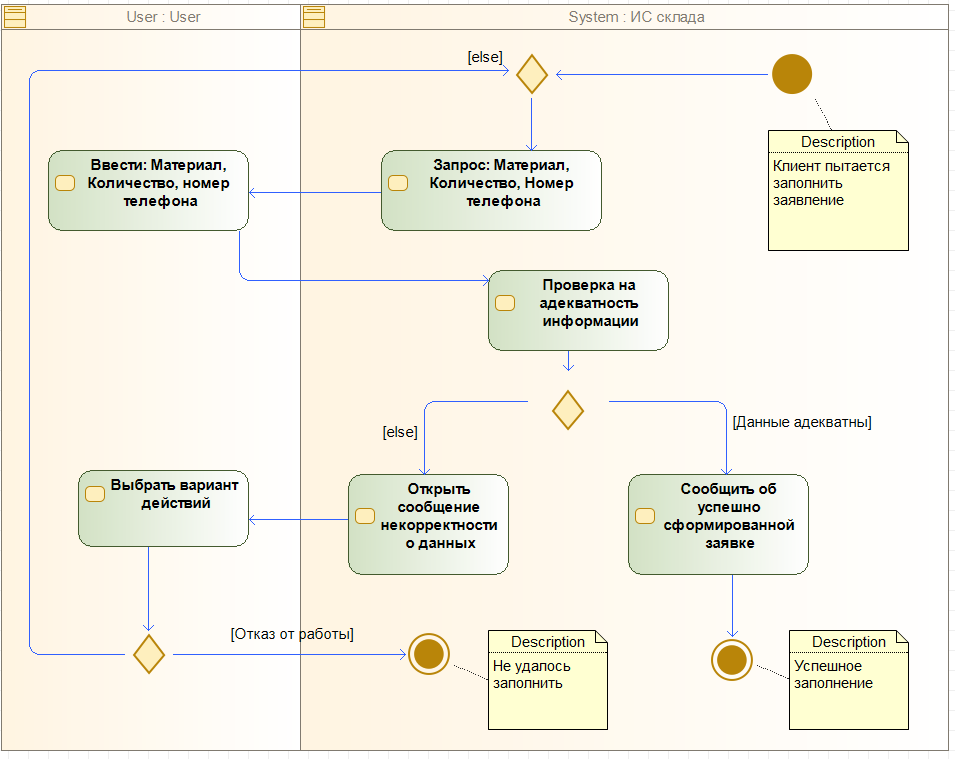 User : User
System : ИС склада
[else]
Description
Клиент пытается
заполнить
заявление
Ввести: Материал,
Количество, номер
телефона
Запрос: Материал,
Количество, Номер
телефона
Проверка на
адекватность
информации
[else]
[Данные адекватны]
Выбрать вариант
действий
Открыть
сообщение
некорректности
о данных
Сообщить об
успешно
сформированной
заявке
[Отказ от работы]
Description
Не удалось
заполнить
Description
Успешное
заполнение